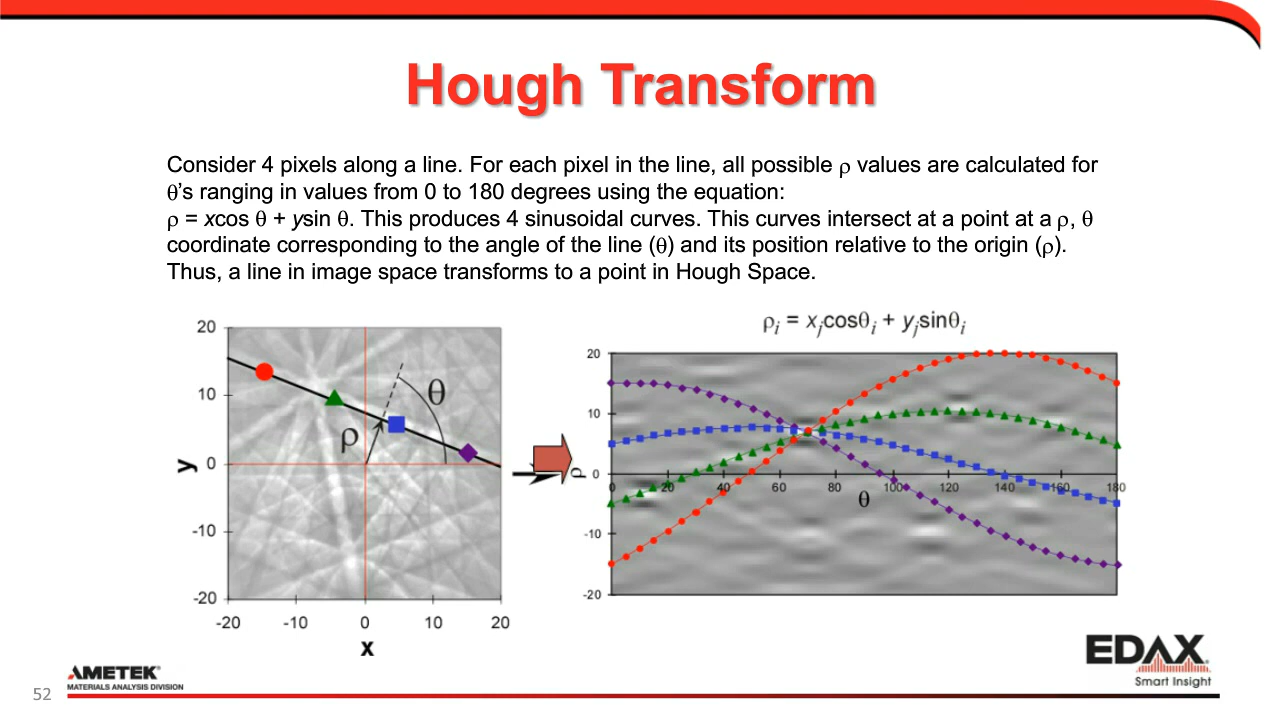 Hough Transform
Consider 4 pixels along a line. For each pixel in the line, all possible ρ values are calculated for
θ's ranging in values from 0 to 180 degrees using the equation:
ρ = xcos θ + ysin θ. This produces 4 sinusoidal curves. This curves intersect at a point at a ρ, θ
coordinate corresponding to the angle of the line (θ) and its position relative to the origin (ρ).
Thus, a line in image space transforms to a point in Hough Space.
20
10
0
-10
-20
y
-20 -10 0 10 20
x
ρ
θ
ρi = xjcosθi + yjsinθi
20
10
0
-10
-20
ρ
0 20 40 60 80 100 120 140 160 180
θ
EDAX
Smart Insight
AMETEK®
MATERIALS ANALYSIS DIVISION
52